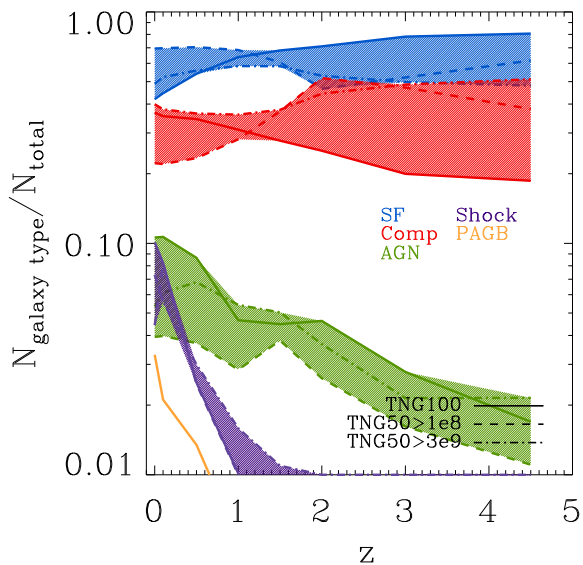 1.00
0.10
0.01
N_galaxy type/N_total
SF Shock
Comp PAGB
AGN
TNG100
TNG50>1e8
TNG50>3e9
0 1 2 3 4 5
z